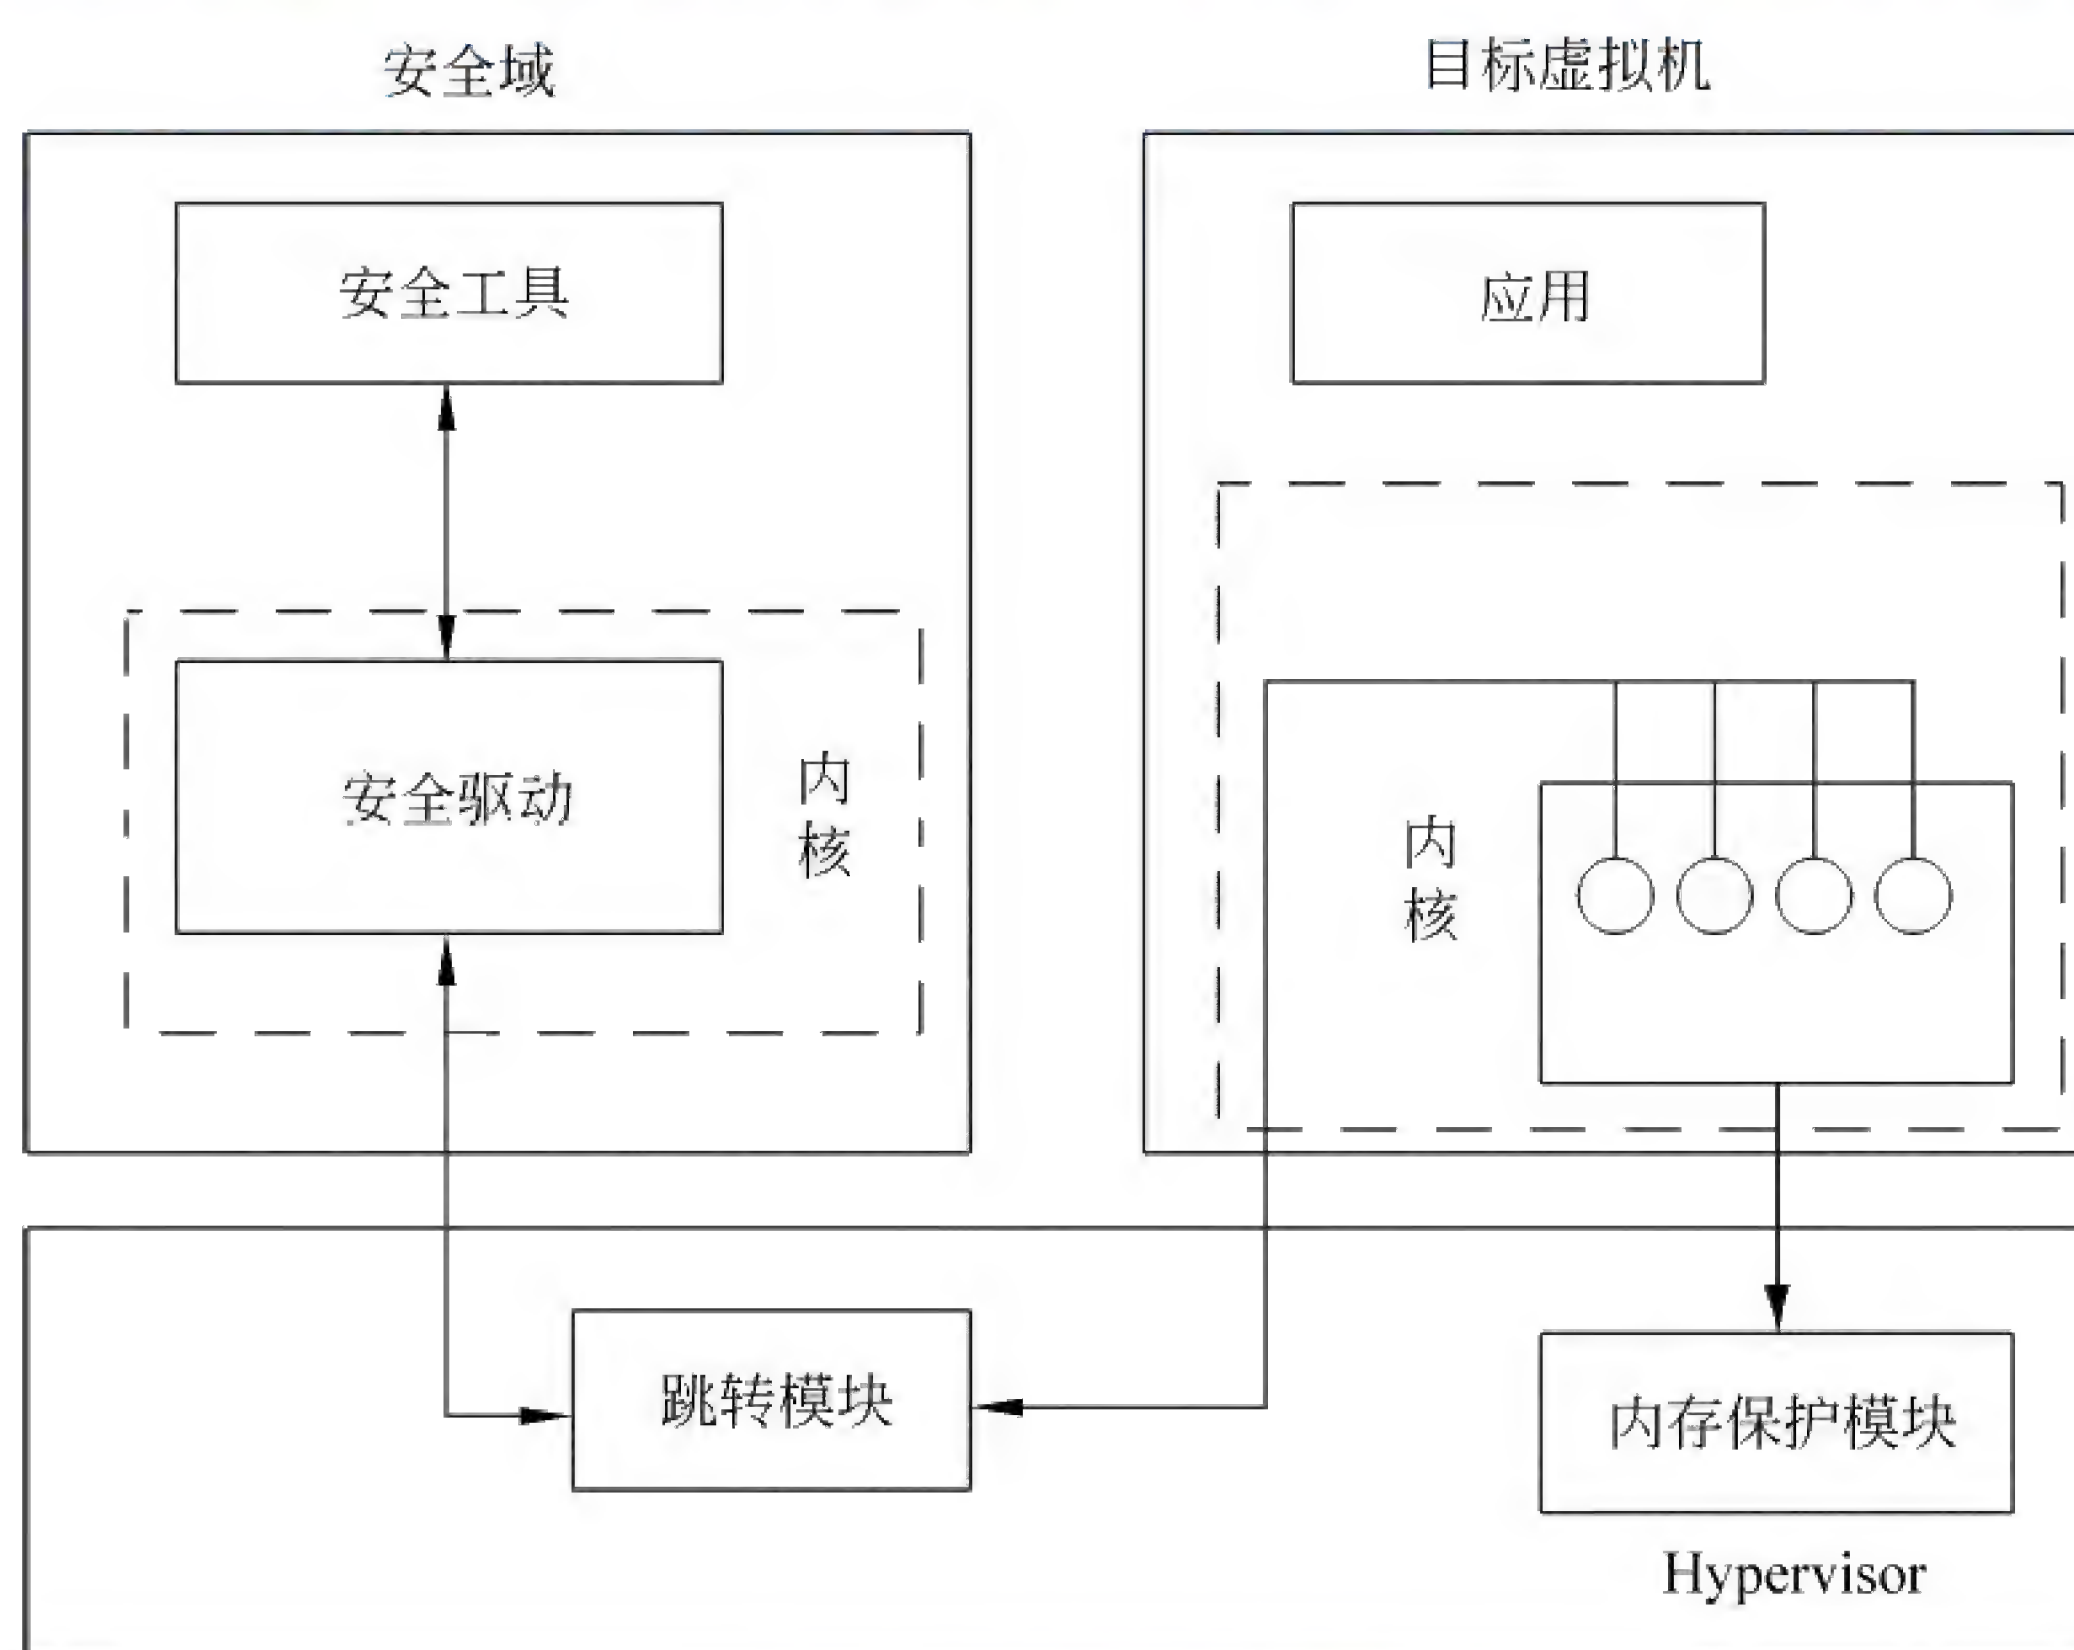 安全域
目标虚拟机
安全工具
应用
安全驱动
内核
内核
跳转模块
内存保护模块
Hypervisor